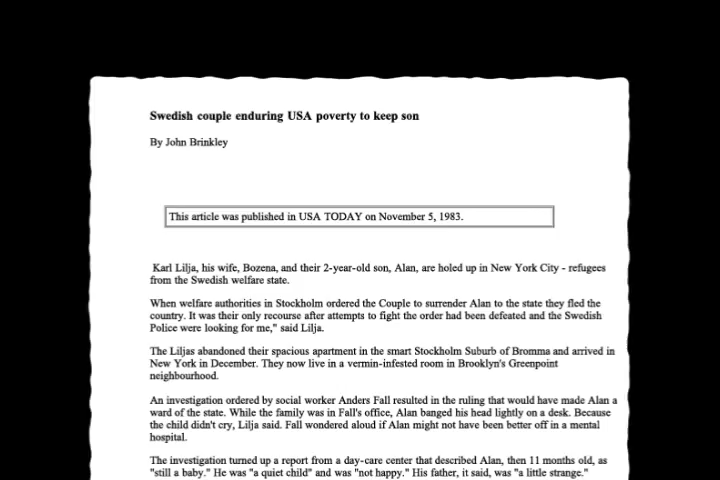 Swedish couple enduring USA poverty to keep son
By John Brinkley
This article was published in USA TODAY on November 5, 1983.
Karl Lilja, his wife, Bozena, and their 2-year-old son, Alan, are holed up in New York City - refugees
from the Swedish welfare state.
When welfare authorities in Stockholm ordered the Couple to surrender Alan to the state they fled the
country. It was their only recourse after attempts to fight the order had been defeated and the Swedish
Police were looking for me," said Lilja.
The Liljas abandoned their spacious apartment in the smart Stockholm Suburb of Bromma and arrived in
New York in December. They now live in a vermin-infested room in Brooklyn's Greenpoint
neighbourhood.
An investigation ordered by social worker Anders Fall resulted in the ruling that would have made Alan a
ward of the state. While the family was in Fall's office, Alan banged his head lightly on a desk. Because
the child didn't cry, Lilja said. Fall wondered aloud if Alan might not have been better off in a mental
hospital.
The investigation turned up a report from a day-care center that described Alan, then 11 months old, as
"still a baby." He was "a quiet child" and was "not happy." His father, it said, was "a little strange."